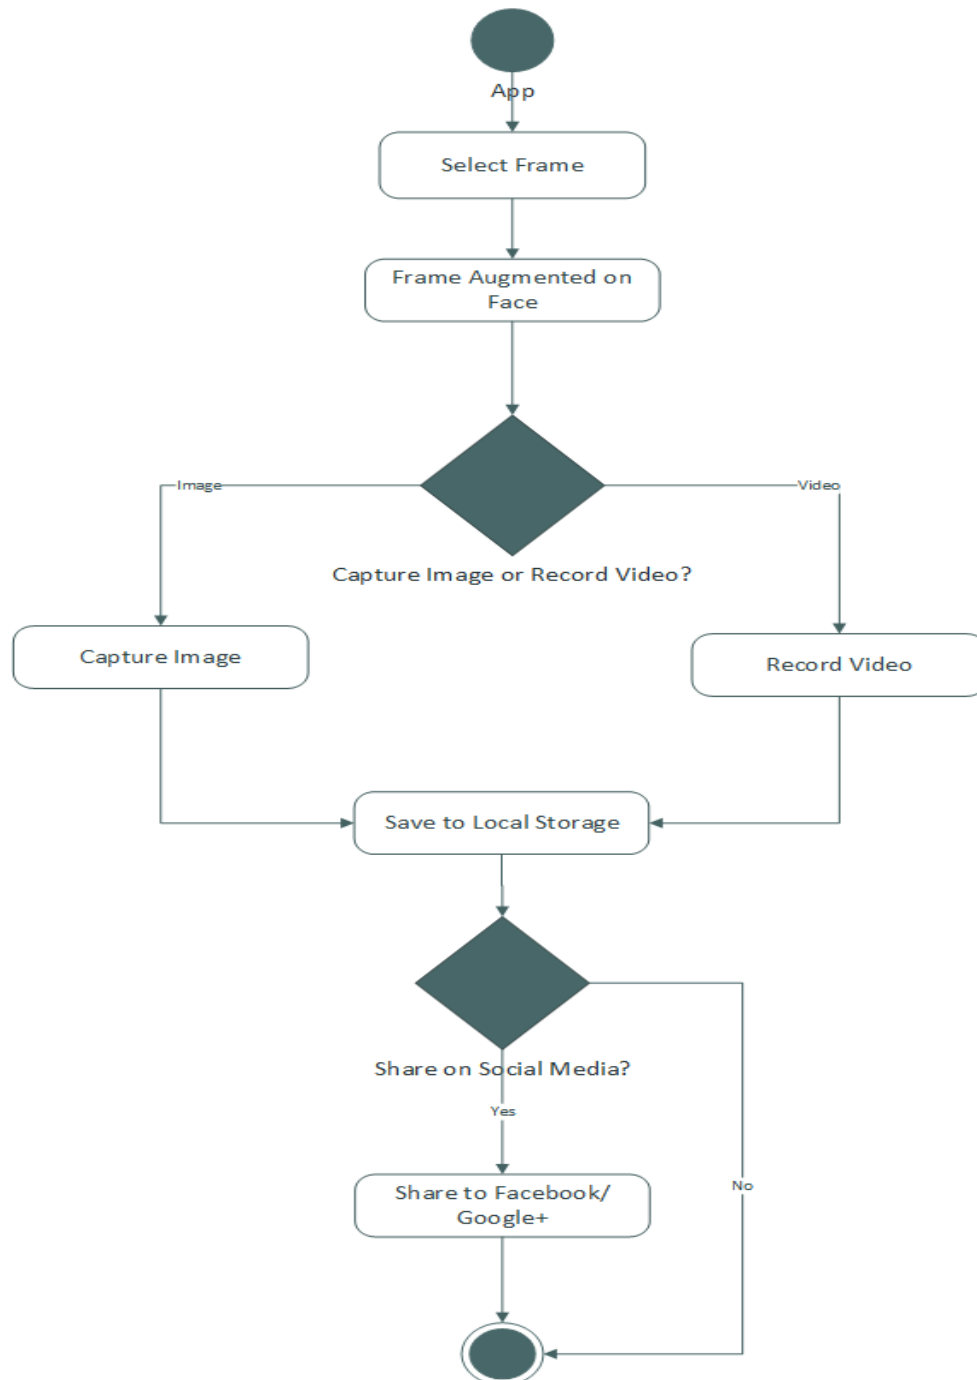 App
Select Frame
Frame Augmented on
Face
Image
Video
Capture Image or Record Video?
Capture Image
Record Video
Save to Local Storage
Share on Social Media?
Yes
No
Share to Facebook/
Google+